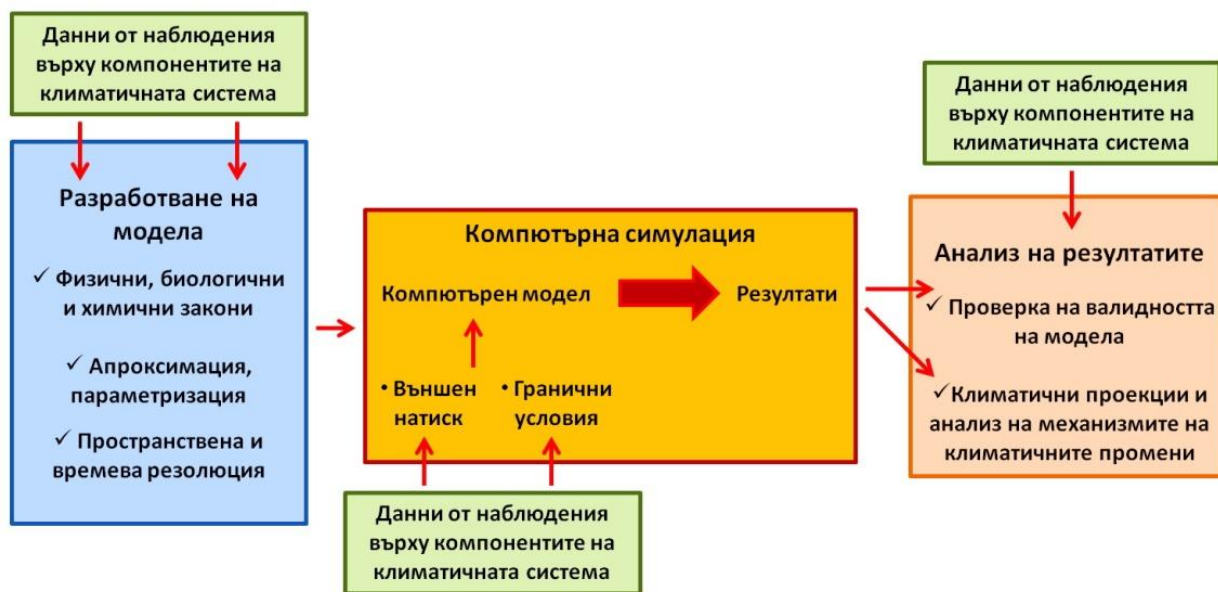 Данни от наблюдения
върху компонентите на
климатичната система
Разработване на
модела
✓ Физични, биологични
и химични закони
✓ Апроксимация,
параметризация
✓ Пространствена и
времева резолюция
Компютърна симулация
Компютърен модел
Резултати
• Външен
натиск
• Гранични
условия
Данни от наблюдения
върху компонентите на
климатичната система
Данни от наблюдения
върху компонентите на
климатичната система
Анализ на резултатите
✓ Проверка на валидността
на модела
✓Климатични проекции и
анализ на механизмите на
климатичните промени